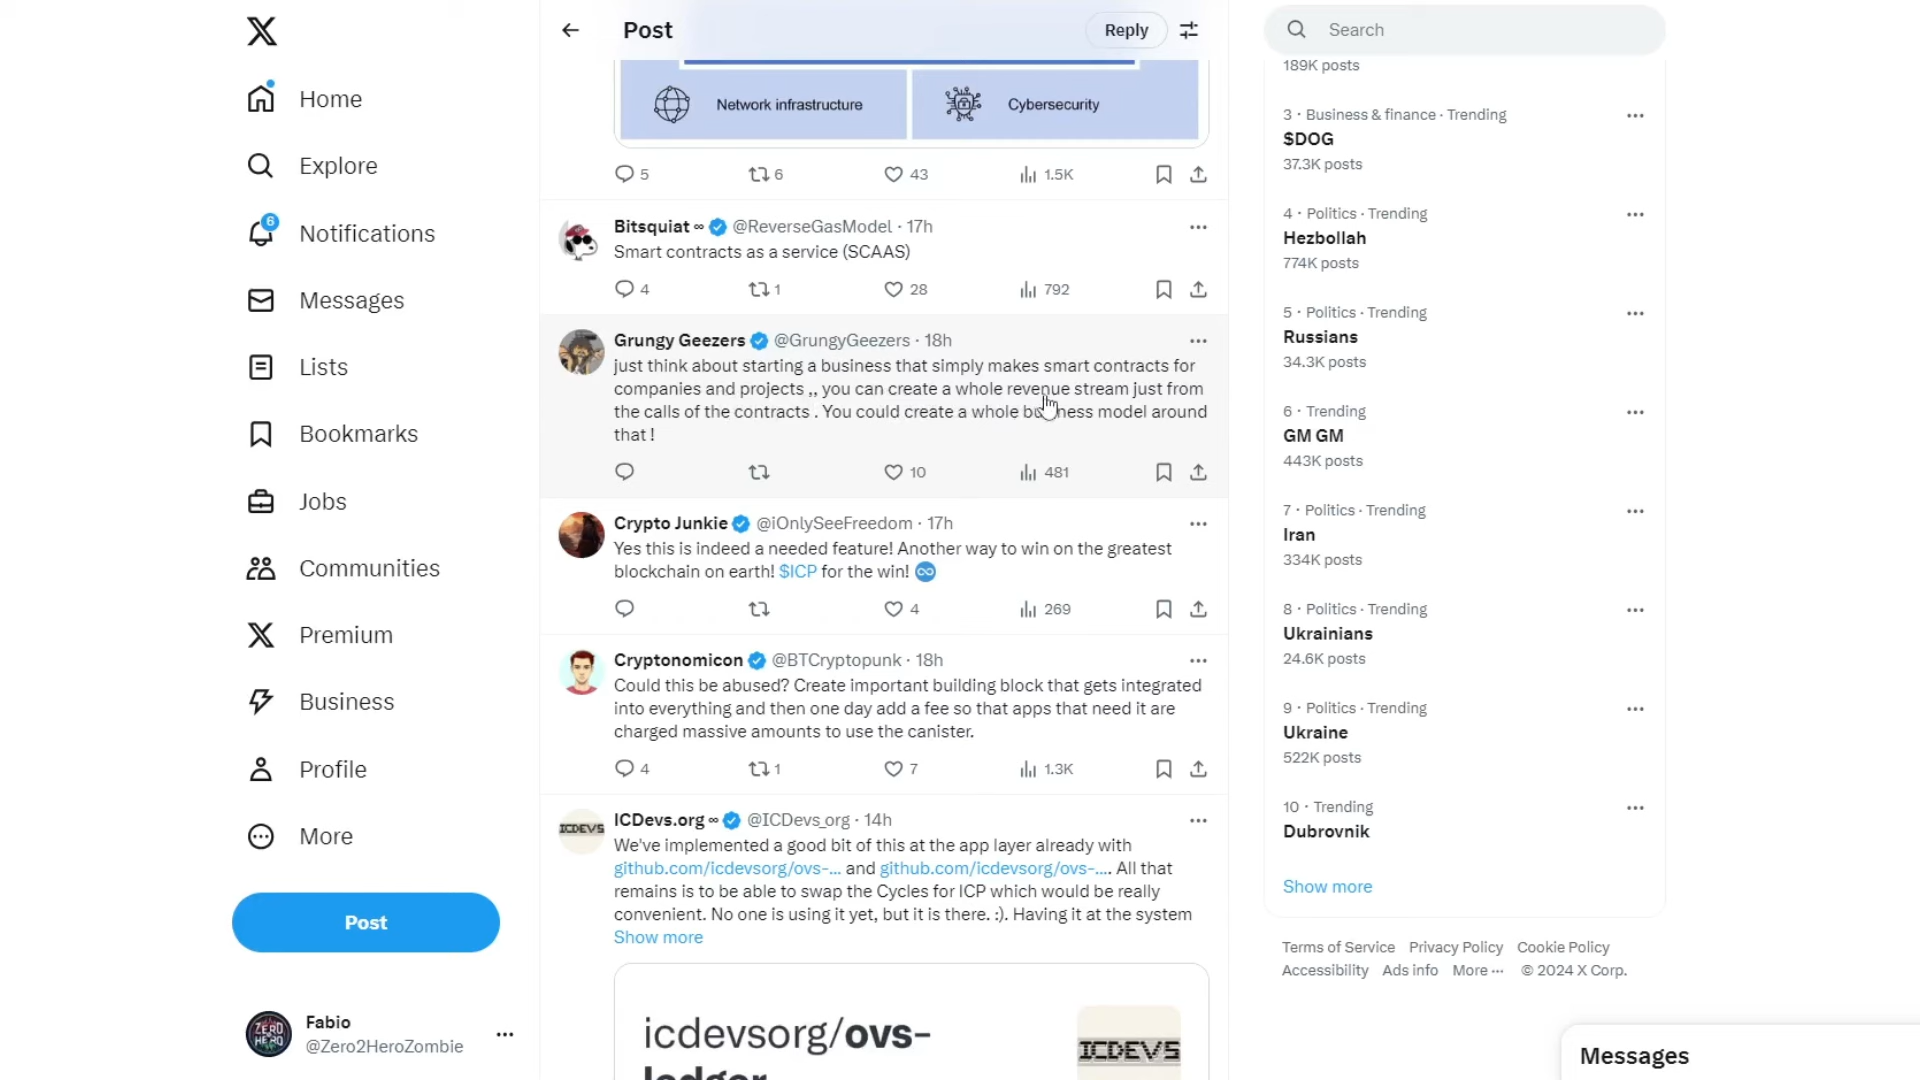 Home
Explore
6
Notifications
Messages
Lists
Bookmarks
Jobs
Communities
Premium
Business
Profile
More
Post
ZERO
HERO
Fabio
@Zero2HeroZombie
Post
Reply
Network infrastructure
Cybersecurity
5 6 43 1.5K
Bitsquiat ∞ @ReverseGasModel · 17h
Smart contracts as a service (SCAAS)
4 1 28 792
Grungy Geezers @GrungyGeezers · 18h
just think about starting a business that simply makes smart contracts for
companies and projects ,, you can create a whole revenue stream just from
the calls of the contracts . You could create a whole business model around
that !
10 481
Crypto Junkie @iOnlySeeFreedom · 17h
Yes this is indeed a needed feature! Another way to win on the greatest
blockchain on earth! $ICP for the win!
4 269
Cryptonomicon @BTCryptopunk · 18h
Could this be abused? Create important building block that gets integrated
into everything and then one day add a fee so that apps that need it are
charged massive amounts to use the canister.
4 1 7 1.3K
ICDEVS
ICDevs.org ∞ @ICDevs_org · 14h
We've implemented a good bit of this at the app layer already with
github.com/icdevsorg/ovs-... and github.com/icdevsorg/ovs-.... All that
remains is to be able to swap the Cycles for ICP which would be really
convenient. No one is using it yet, but it is there. :). Having it at the system
Show more
icdevsorg/ovs-
ledger
ICDEVS
Search
189K posts
3 · Business & finance · Trending
$DOG
37.3K posts
4 · Politics · Trending
Hezbollah
774K posts
5 · Politics · Trending
Russians
34.3K posts
6 · Trending
GM GM
443K posts
7 · Politics · Trending
Iran
334K posts
8 · Politics · Trending
Ukrainians
24.6K posts
9 · Politics · Trending
Ukraine
522K posts
10 · Trending
Dubrovnik
Show more
Terms of Service Privacy Policy Cookie Policy
Accessibility Ads info More ··· © 2024 X Corp.
Messages